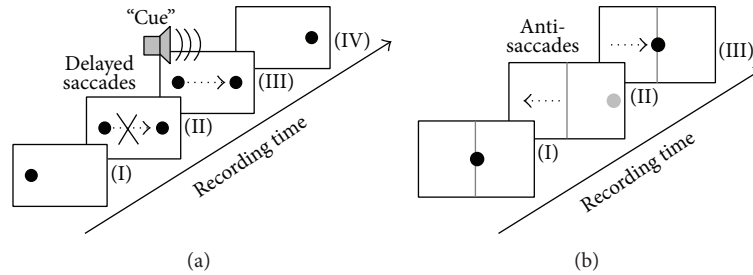 “Cue”
Delayed
saccades
(I)
(II)
(III)
(IV)
Recording time
(a)
Anti-
saccades
(I)
(II)
(III)
Recording time
(b)